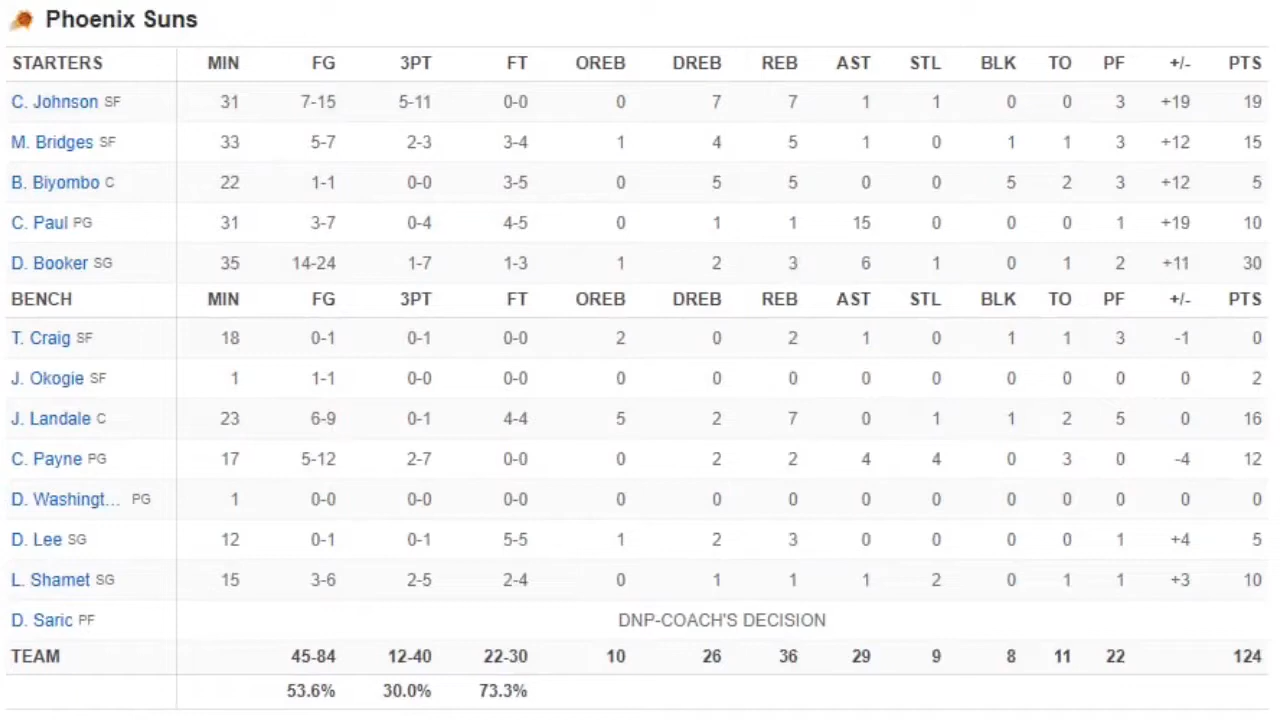 Phoenix Suns
STARTERS MIN FG 3PT FT OREB DREB REB AST STL BLK TO PF +/- PTS
C. Johnson SF 31 7-15 5-11 0-0 0 7 7 1 1 0 0 3 +19 19
M. Bridges SF 33 5-7 2-3 3-4 1 4 5 1 0 1 1 3 +12 15
B. Biyombo C 22 1-1 0-0 3-5 0 5 5 0 0 5 2 3 +12 5
C. Paul PG 31 3-7 0-4 4-5 0 1 1 15 0 0 0 1 +19 10
D. Booker SG 35 14-24 1-7 1-3 1 2 3 6 1 0 1 2 +11 30
BENCH MIN FG 3PT FT OREB DREB REB AST STL BLK TO PF +/- PTS
T. Craig SF 18 0-1 0-1 0-0 2 0 2 1 0 1 1 3 -1 0
J. Okogie SF 1 1-1 0-0 0-0 0 0 0 0 0 0 0 0 0 2
J. Landale C 23 6-9 0-1 4-4 5 2 7 0 1 1 2 5 0 16
C. Payne PG 17 5-12 2-7 0-0 0 2 2 4 4 0 3 0 -4 12
D. Washingt... PG 1 0-0 0-0 0-0 0 0 0 0 0 0 0 0 0 0
D. Lee SG 12 0-1 0-1 5-5 1 2 3 0 0 0 0 1 +4 5
L. Shamet SG 15 3-6 2-5 2-4 0 1 1 1 2 0 1 1 +3 10
D. Saric PF DNP-COACH'S DECISION
TEAM 45-84 12-40 22-30 10 26 36 29 9 8 11 22 124
53.6% 30.0% 73.3%